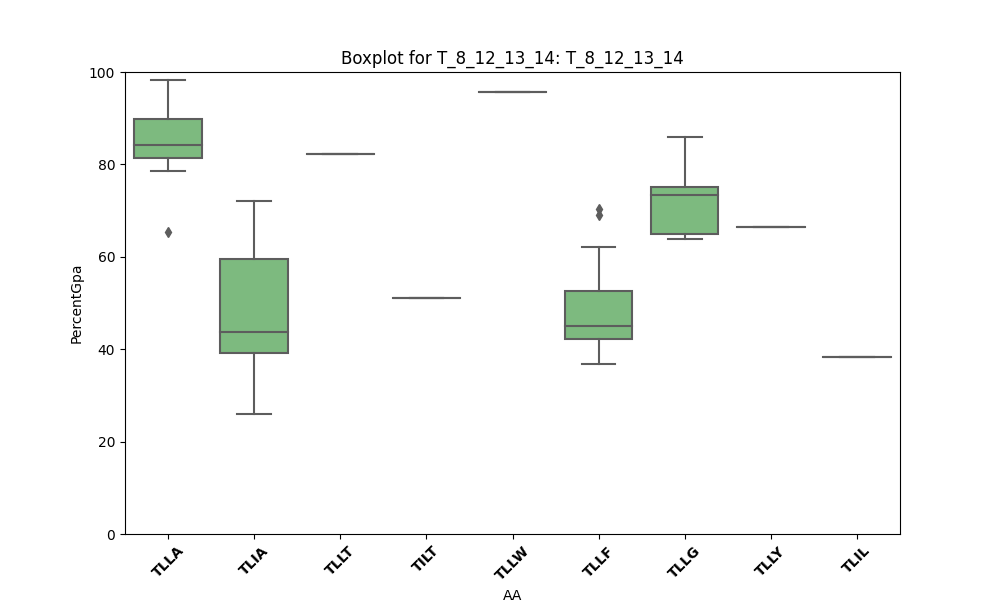 Boxplot for T_8_12_13_14: T_8_12_13_14
100
80
60
40
20
0
PercentGpa
TLLA TLIA TLLT TILT TLLW TLLF TLLG TLLY TLIL
AA